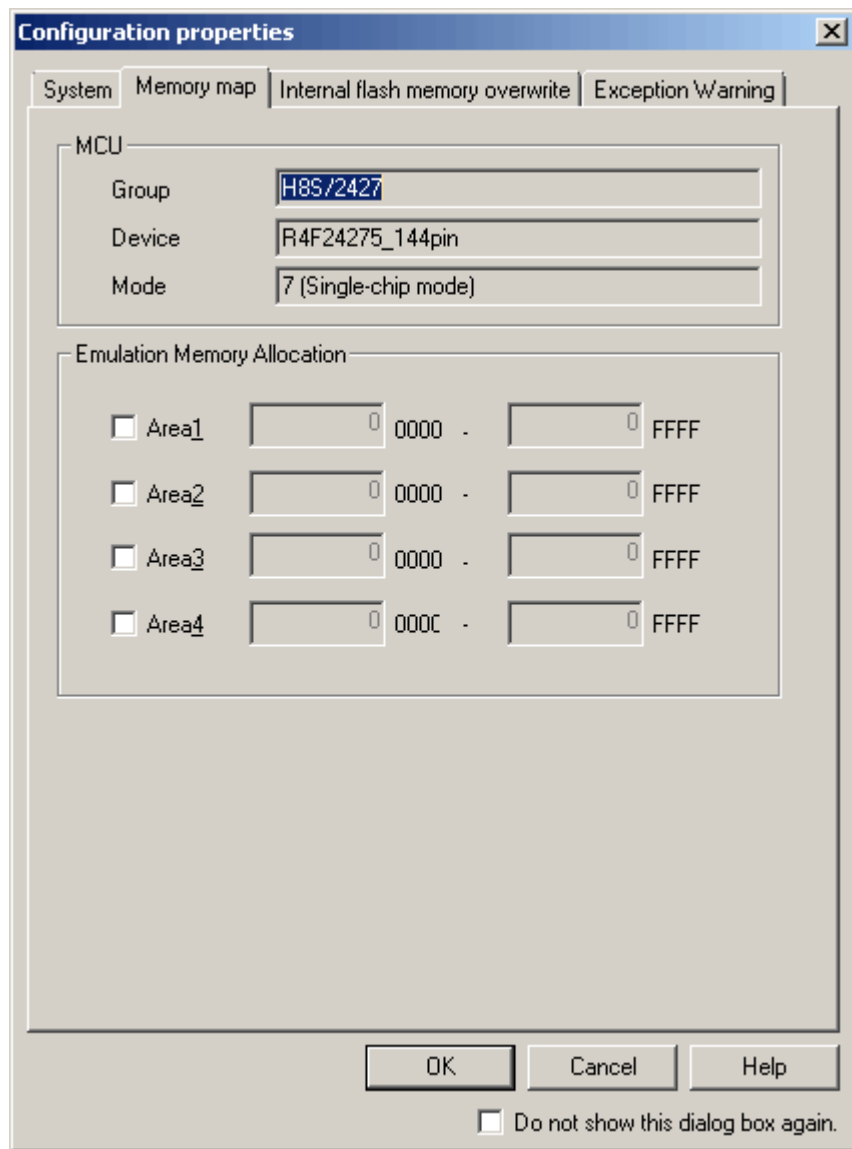 Configuration properties
System Memory map Internal flash memory overwrite Exception Warning
MCU
Group H8S/2427
Device R4F24275_144pin
Mode 7 (Single-chip mode)
Emulation Memory Allocation
Area1 0 0000 - 0 FFFF
Area2 0 0000 - 0 FFFF
Area3 0 0000 - 0 FFFF
Area4 0 000C - 0 FFFF
OK Cancel Help
Do not show this dialog box again.